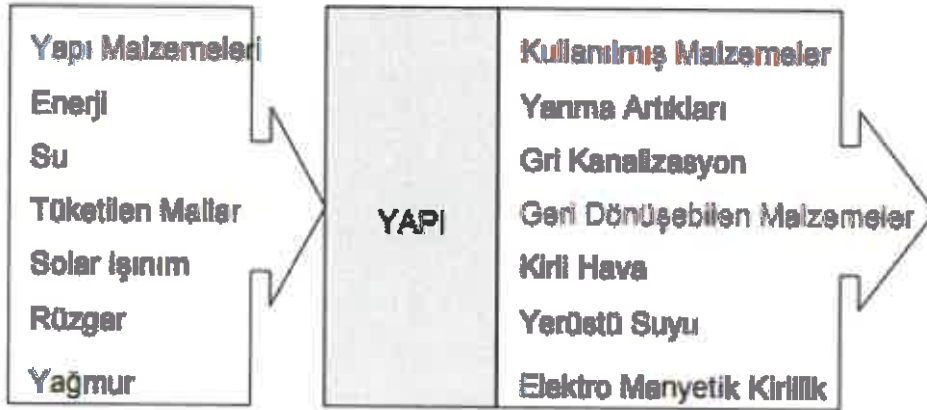 Yapı Malzemeleri
Enerji
Su
Tüketilen Mallar
Solar Işınım
Rüzgar
Yağmur
YAPI
Kullanılmış Malzemeler
Yanma Artıkları
Gri Kanalizasyon
Geri Dönüşebilen Malzemeler
Kirli Hava
Yerüstü Suyu
Elektro Manyetik Kirlilik